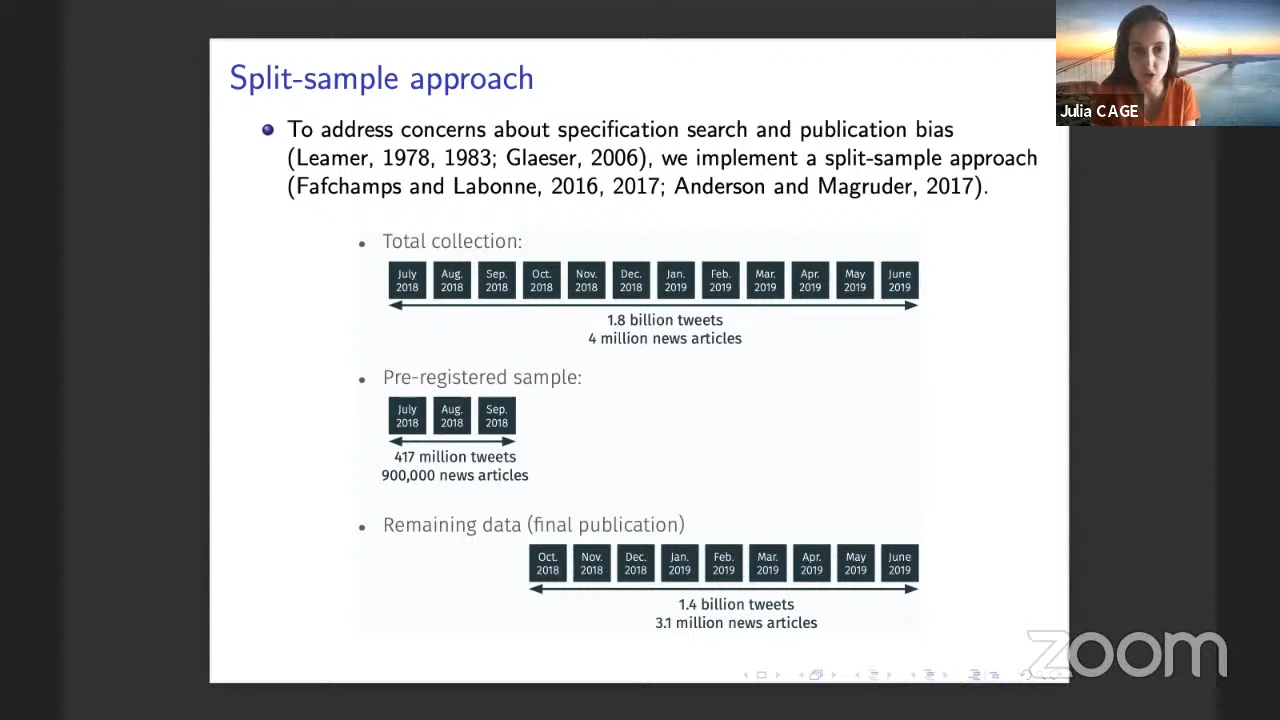 Split-sample approach
To address concerns about specification search and publication bias
(Leamer, 1978, 1983; Glaeser, 2006), we implement a split-sample approach
(Fafchamps and Labonne, 2016, 2017; Anderson and Magruder, 2017).
Julia CAGE
Total collection:
July Aug. Sep. Oct. Nov. Dec. Jan. Feb. Mar. Apr. May June
2018 2018 2018 2018 2018 2018 2019 2019 2019 2019 2019 2019
1.8 billion tweets
4 million news articles
Pre-registered sample:
July Aug. Sep.
2018 2018 2018
417 million tweets
900,000 news articles
Remaining data (final publication)
Oct. Nov. Dec. Jan. Feb. Mar. Apr. May June
2018 2018 2018 2019 2019 2019 2019 2019 2019
1.4 billion tweets
3.1 million news articles
zoom